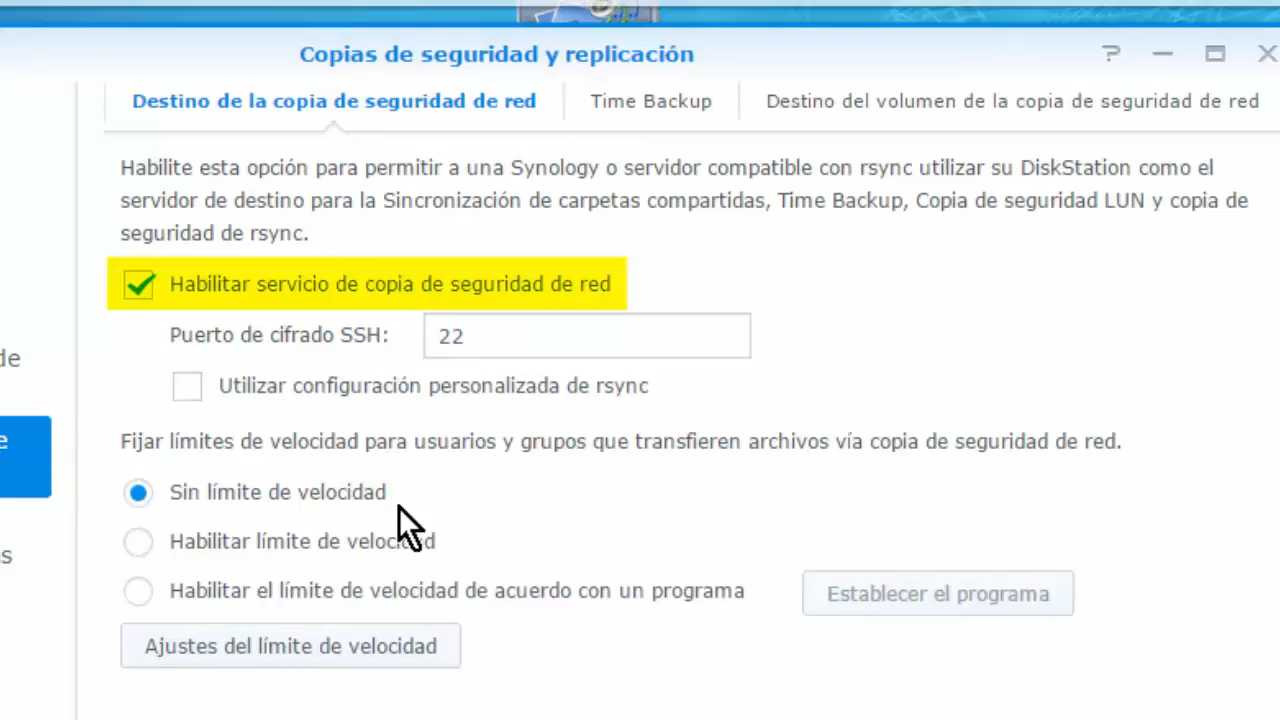 Copias de seguridad y replicación
Destino de la copia de seguridad de red
Time Backup
Destino del volumen de la copia de seguridad de red
Habilite esta opción para permitir a una Synology o servidor compatible con rsync utilizar su DiskStation como el
servidor de destino para la Sincronización de carpetas compartidas, Time Backup, Copia de seguridad LUN y copia de
seguridad de rsync.
Habilitar servicio de copia de seguridad de red
Puerto de cifrado SSH:
22
Utilizar configuración personalizada de rsync
de
e
Fijar límites de velocidad para usuarios y grupos que transfieren archivos vía copia de seguridad de red.
Sin límite de velocidad
Habilitar límite de velocidad
s
Habilitar el límite de velocidad de acuerdo con un programa
Establecer el programa
Ajustes del límite de velocidad